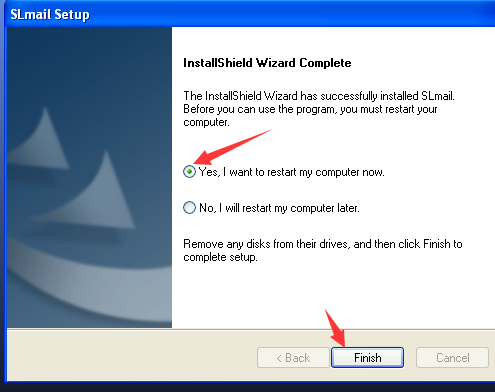 SLmail Setup
InstallShield Wizard Complete
The InstallShield Wizard has successfully installed SLmail.
Before you can use the program, you must restart your
computer.
Yes, I want to restart my computer now.
No, I will restart my computer later.
Remove any disks from their drives, and then click Finish to
complete setup.
< Back Finish Cancel